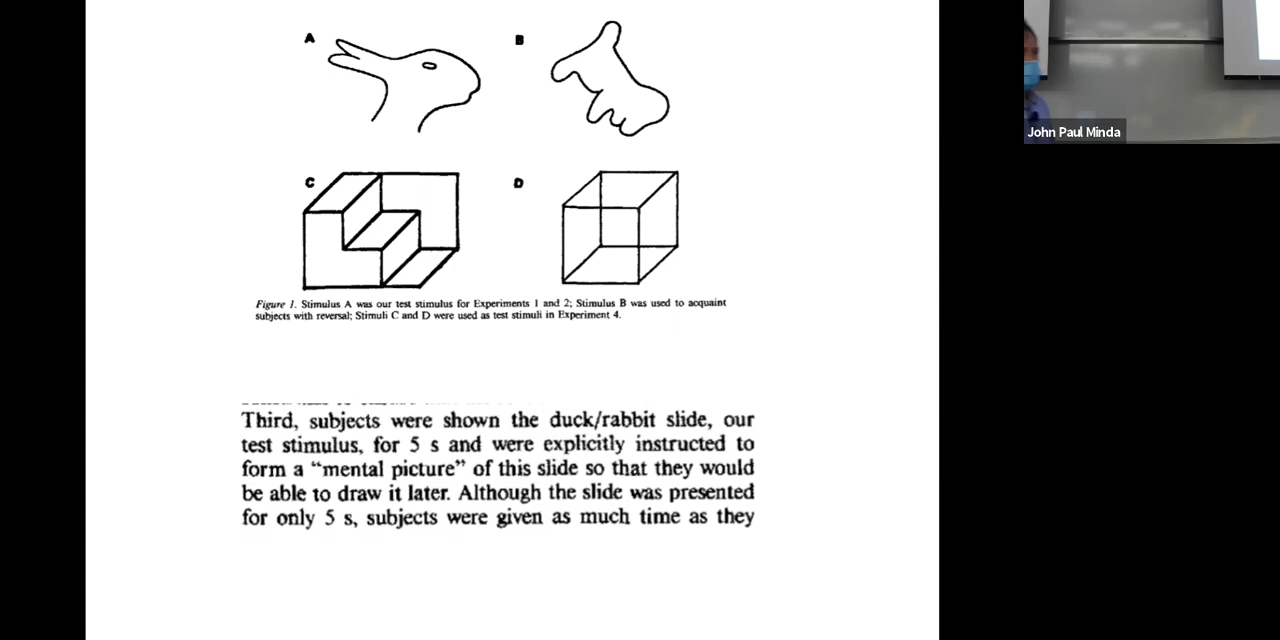 A
B
C
D
Figure 1. Stimulus A was our test stimulus for Experiments 1 and 2; Stimulus B was used to acquaint
subjects with reversal; Stimuli C and D were used as test stimuli in Experiment 4.
Third, subjects were shown the duck/rabbit slide, our
test stimulus, for 5 s and were explicitly instructed to
form a “mental picture” of this slide so that they would
be able to draw it later. Although the slide was presented
for only 5 s, subjects were given as much time as they
John Paul Minda